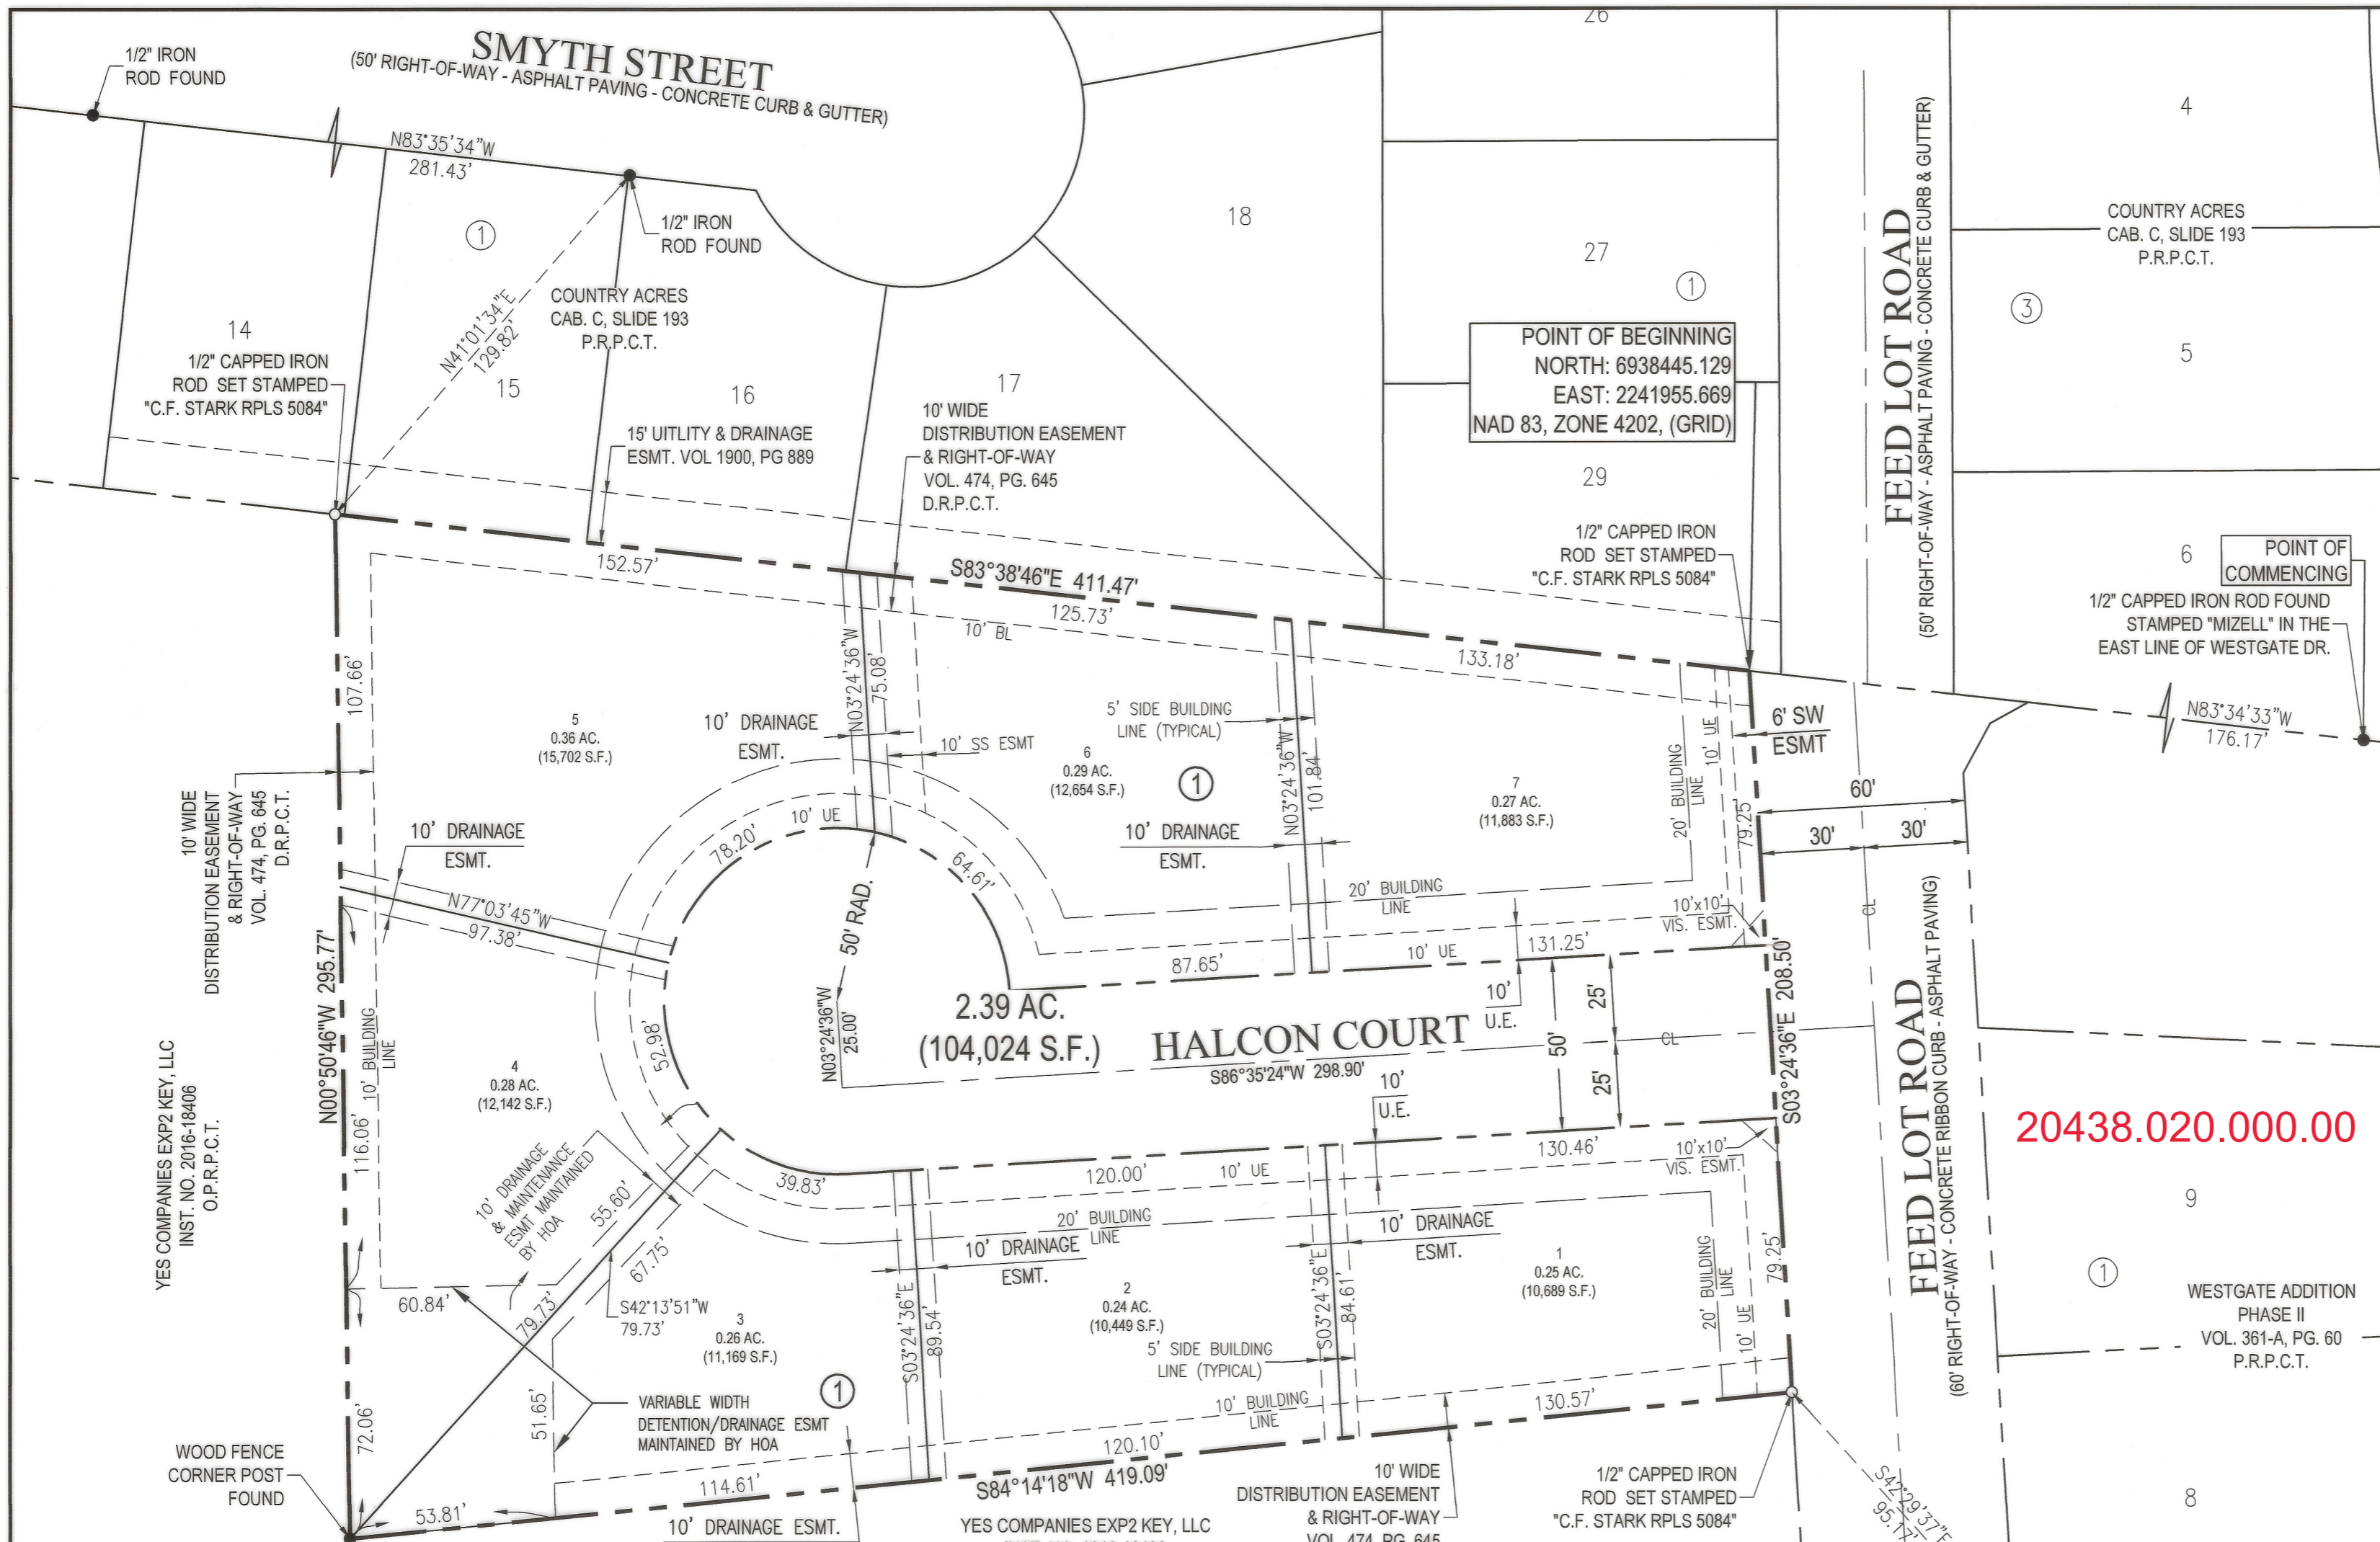 SMYTH STREET
(50' RIGHT-OF-WAY - ASPHALT PAVING - CONCRETE CURB & GUTTER)
1/2" IRON
ROD FOUND
N83°35'34"W
281.43'
1/2" IRON
ROD FOUND
1
N41°01'34"E
129.82'
COUNTRY ACRES
CAB. C, SLIDE 193
P.R.P.C.T.
14
15
16
17
18
26
27
1
29
1/2" CAPPED IRON
ROD SET STAMPED
"C.F. STARK RPLS 5084"
15' UITLITY & DRAINAGE
ESMT. VOL 1900, PG 889
10' WIDE
DISTRIBUTION EASEMENT
& RIGHT-OF-WAY
VOL. 474, PG. 645
D.R.P.C.T.
POINT OF BEGINNING
NORTH: 6938445.129
EAST: 2241955.669
NAD 83, ZONE 4202, (GRID)
1/2" CAPPED IRON
ROD SET STAMPED
"C.F. STARK RPLS 5084"
FEED LOT ROAD
(50' RIGHT-OF-WAY - ASPHALT PAVING - CONCRETE CURB & GUTTER)
4
COUNTRY ACRES
CAB. C, SLIDE 193
P.R.P.C.T.
3
5
6
POINT OF
COMMENCING
1/2" CAPPED IRON ROD FOUND
STAMPED "MIZELL" IN THE
EAST LINE OF WESTGATE DR.
N83°34'33"W
176.17'
152.57'
S83°38'46"E 411.47'
125.73'
10' BL
133.18'
107.66'
5
0.36 AC.
(15,702 S.F.)
10' DRAINAGE
ESMT.
N03°24'36"W
75.08'
10' SS ESMT
5' SIDE BUILDING
LINE (TYPICAL)
6
0.29 AC.
(12,654 S.F.)
1
10' DRAINAGE
ESMT.
N03°24'36"W
101.84'
7
0.27 AC.
(11,883 S.F.)
20' BUILDING
LINE
10' UE
79.25'
6' SW
ESMT
60'
30'
30'
10' WIDE
DISTRIBUTION EASEMENT
& RIGHT-OF-WAY
VOL. 474, PG. 645
D.R.P.C.T.
10' DRAINAGE
ESMT.
N77°03'45"W
97.38'
78.20'
10' UE
64.61'
50' RAD.
20' BUILDING
LINE
10'x10'
VIS. ESMT.
87.65'
10' UE
131.25'
N00°50'46"W 295.77'
10' BUILDING
LINE
116.06'
52.98'
N03°24'36"W
25.00'
2.39 AC.
(104,024 S.F.)
HALCON COURT
S86°35'24"W 298.90'
10'
U.E.
10'
U.E.
50'
25'
25'
CL
CL
S03°24'36"E 208.50'
FEED LOT ROAD
(60' RIGHT-OF-WAY - CONCRETE RIBBON CURB - ASPHALT PAVING)
20438.020.000.00
YES COMPANIES EXP2 KEY, LLC
INST. NO. 2016-18406
O.P.R.P.C.T.
4
0.28 AC.
(12,142 S.F.)
10' DRAINAGE
& MAINTENANCE
ESMT MAINTAINED
BY HOA
55.60'
67.75'
39.83'
120.00'
10' UE
130.46'
10'x10'
VIS. ESMT.
20' BUILDING
LINE
10' DRAINAGE
ESMT.
10' DRAINAGE
ESMT.
60.84'
79.73'
S42°13'51"W
79.73'
3
0.26 AC.
(11,169 S.F.)
S03°24'36"E
89.54'
2
0.24 AC.
(10,449 S.F.)
5' SIDE BUILDING
LINE (TYPICAL)
S03°24'36"E
84.61'
1
0.25 AC.
(10,689 S.F.)
20' BUILDING
LINE
10' UE
79.25'
9
1
WESTGATE ADDITION
PHASE II
VOL. 361-A, PG. 60
P.R.P.C.T.
8
72.06'
51.65'
VARIABLE WIDTH
DETENTION/DRAINAGE ESMT
MAINTAINED BY HOA
1
10' BUILDING
LINE
WOOD FENCE
CORNER POST
FOUND
53.81'
114.61'
120.10'
130.57'
S84°14'18"W 419.09'
10' DRAINAGE ESMT.
YES COMPANIES EXP2 KEY, LLC
10' WIDE
DISTRIBUTION EASEMENT
& RIGHT-OF-WAY
VOL. 474, PG. 645
1/2" CAPPED IRON
ROD SET STAMPED
"C.F. STARK RPLS 5084"
S42°29'37"E
95.17'